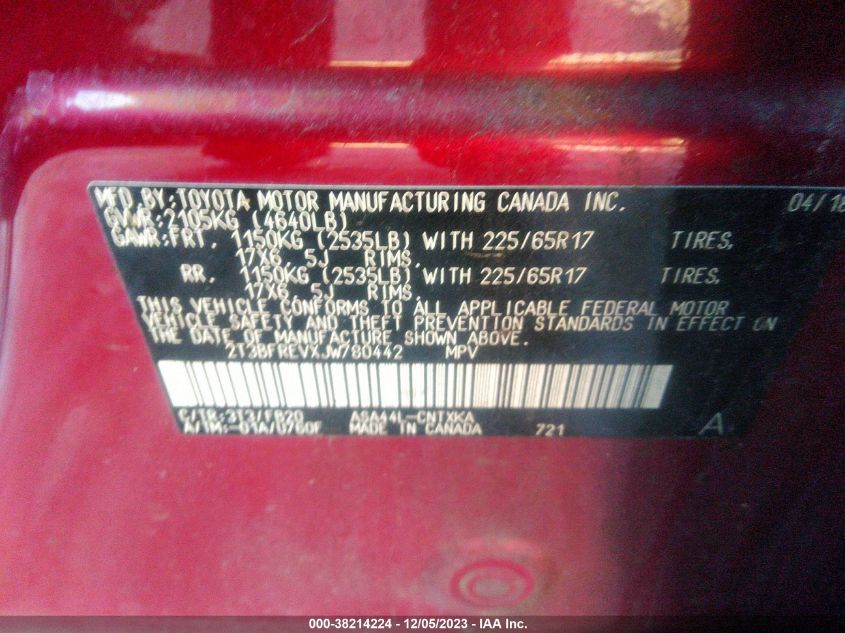 MFD BY:TOYOTA MOTOR MANUFACTURING CANADA INC. 04/18
GVWR:2105KG (4640LB)
GAWR:FRT. 1150KG (2535LB) WITH 225/65R17 TIRES,
17X6. 5J RIMS,
RR. 1150KG (2535LB) WITH 225/65R17 TIRES,
17X6. 5J RIMS,
THIS VEHICLE CONFORMS TO ALL APPLICABLE FEDERAL MOTOR
VEHICLE SAFETY AND THEFT PREVENTION STANDARDS IN EFFECT ON
THE DATE OF MANUFACTURE SHOWN ABOVE.
2T3BFREVXJW780442 MPV
C/TR:3T3/FB20 ASA44L-CNTXKA
A/TM:-01A/U760F MADE IN CANADA 721 A
000-38214224 - 12/05/2023 - IAA Inc.